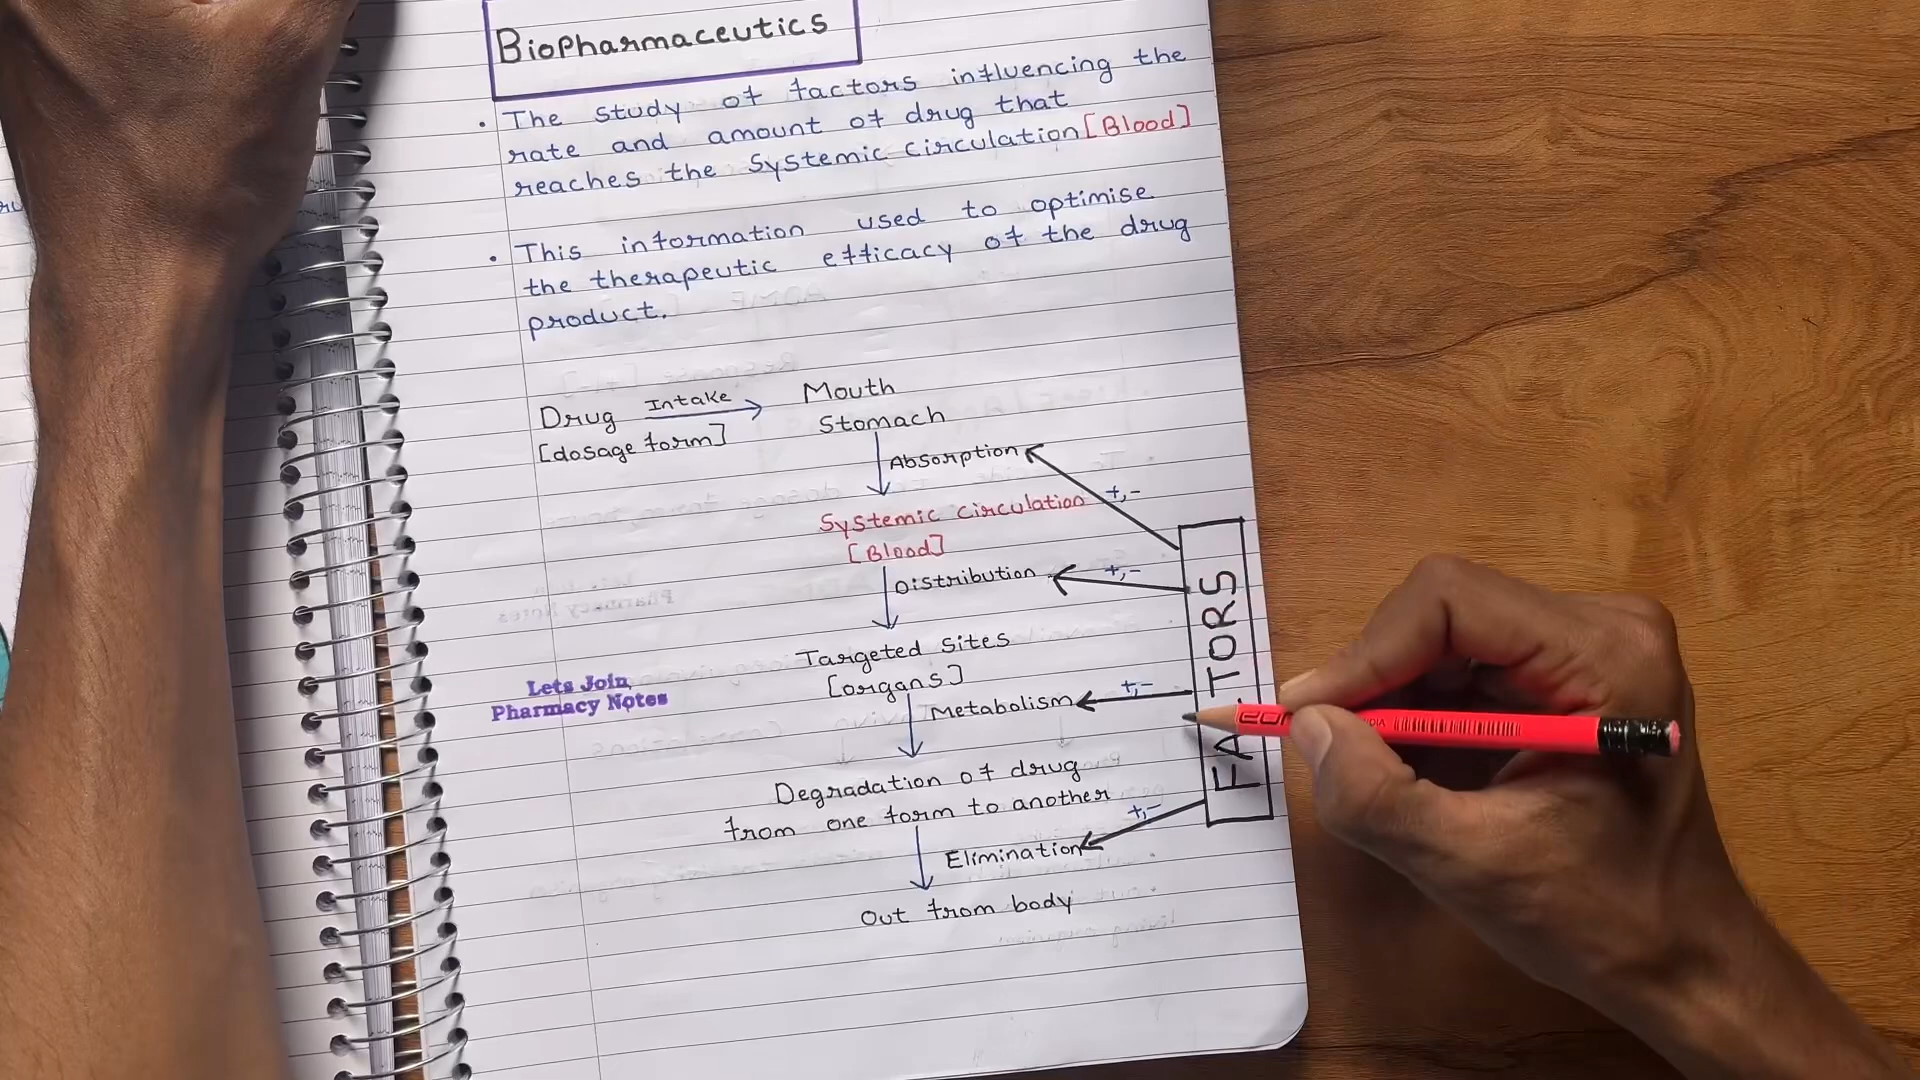 Biopharmaceutics
• The study of factors influencing the
rate and amount of drug that
reaches the systemic circulation [Blood]
• This information used to optimise
the therapeutic efficacy of the drug
product.
Drug Intake Mouth
[dosage form] Stomach
Absorption
+,-
Systemic circulation
[Blood]
Distribution
+,-
Targeted Sites
[organs]
Metabolism
+,-
Lets Join
Pharmacy Notes
Degradation of drug
from one form to another
+,-
Elimination
Out from body